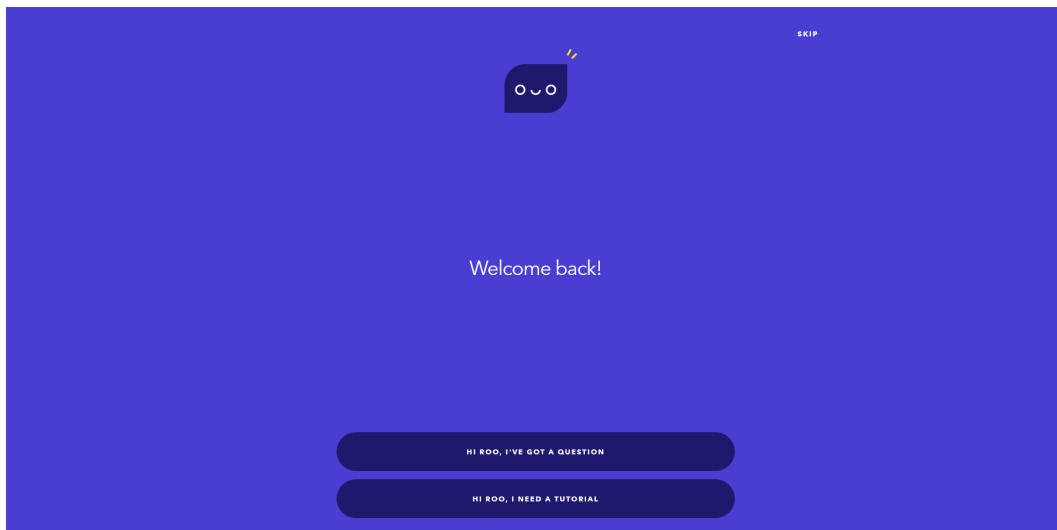 SKIP
Welcome back!
HI ROO, I'VE GOT A QUESTION
HI ROO, I NEED A TUTORIAL